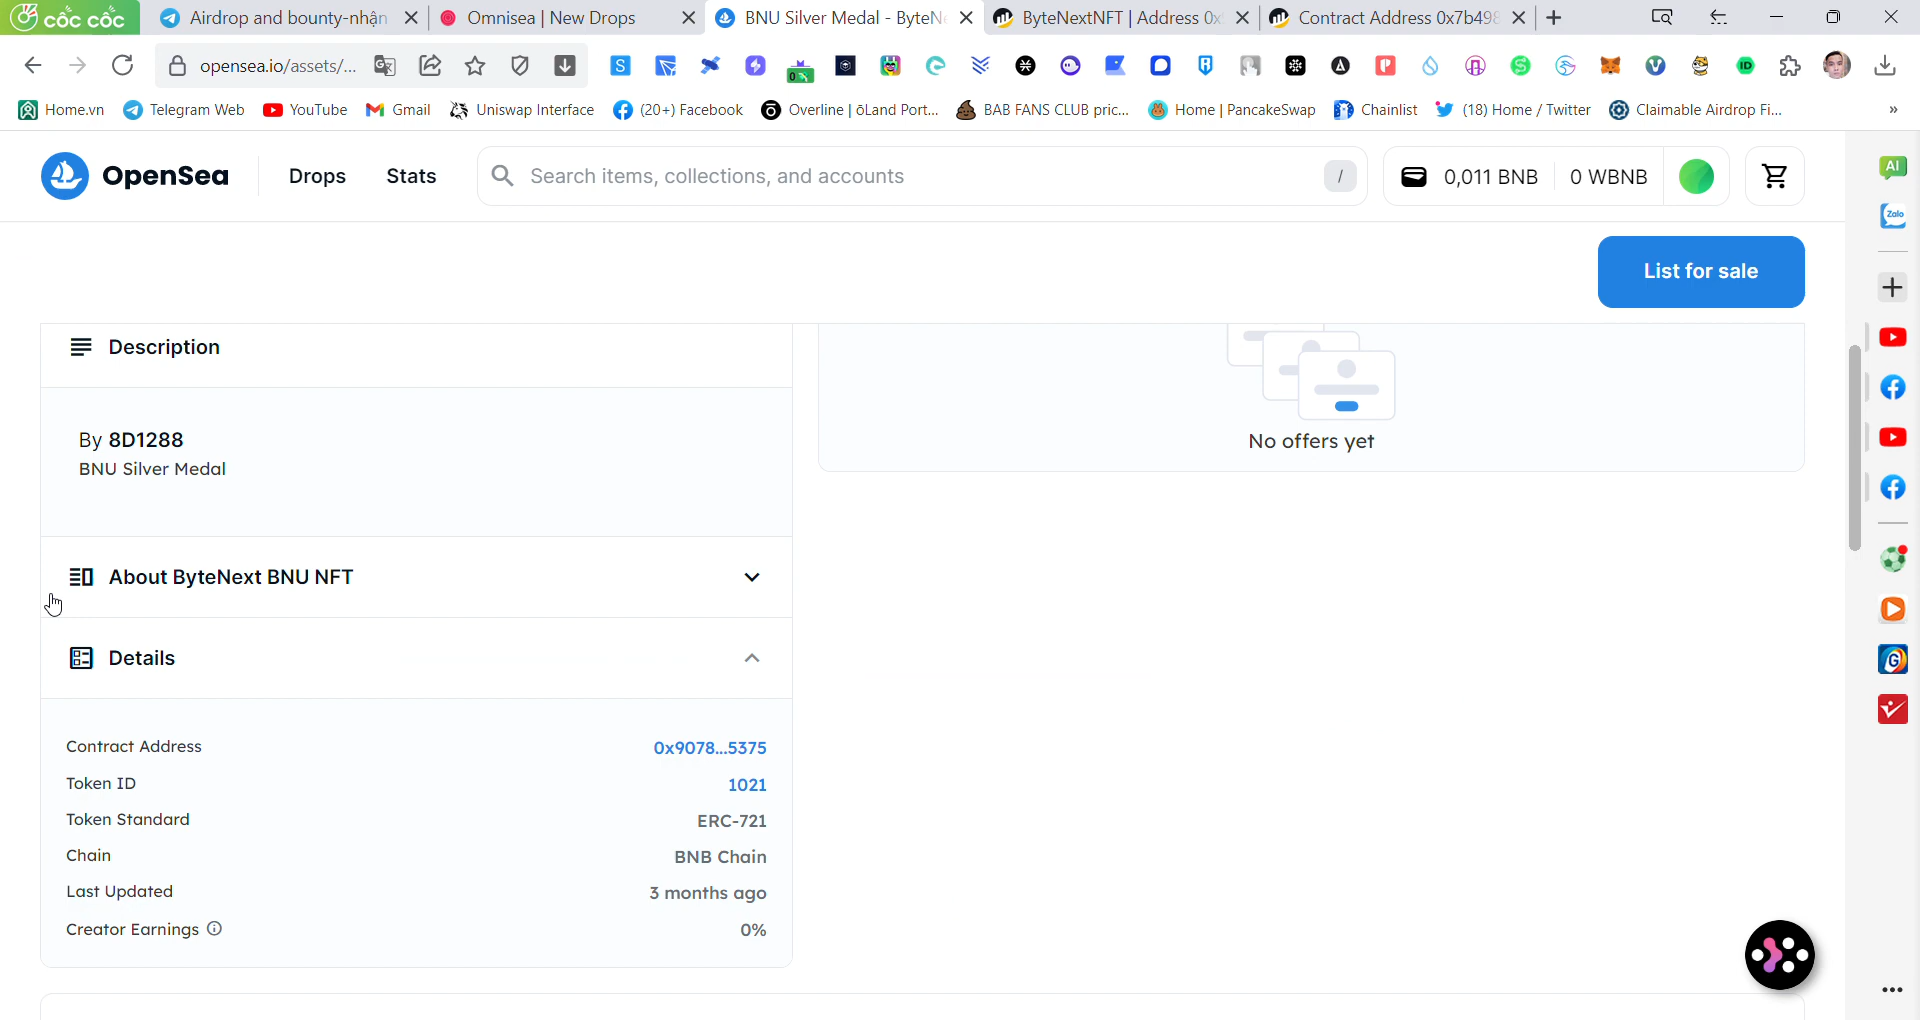 cốc cốc
Airdrop and bounty-nhận
Omnisea | New Drops
BNU Silver Medal - ByteNe
ByteNextNFT | Address 0x
Contract Address 0x7b498
opensea.io/assets/...
Home.vn
Telegram Web
YouTube
Gmail
Uniswap Interface
(20+) Facebook
Overline | ōLand Port...
BAB FANS CLUB pric...
Home | PancakeSwap
Chainlist
(18) Home / Twitter
Claimable Airdrop Fi...
»
OpenSea
Drops
Stats
Search items, collections, and accounts
/
0,011 BNB
0 WBNB
AI
Zalo
List for sale
Description
By 8D1288
BNU Silver Medal
No offers yet
About ByteNext BNU NFT
Details
Contract Address 0x9078...5375
Token ID 1021
Token Standard ERC-721
Chain BNB Chain
Last Updated 3 months ago
Creator Earnings 0%